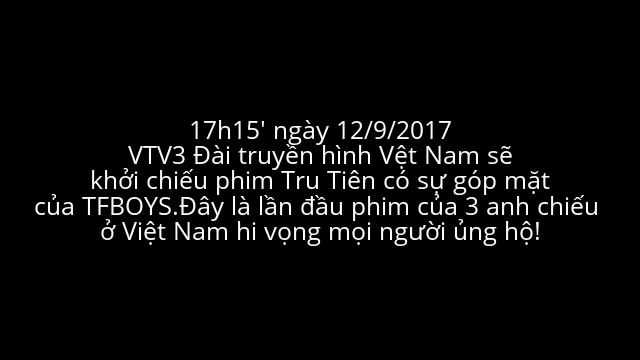 17h15' ngày 12/9/2017
VTV3 Đài truyền hình Vệt Nam sẽ
khởi chiếu phim Tru Tiên có sự góp mặt
của TFBOYS.Đây là lần đầu phim của 3 anh chiếu
ở Việt Nam hi vọng mọi người ủng hộ!